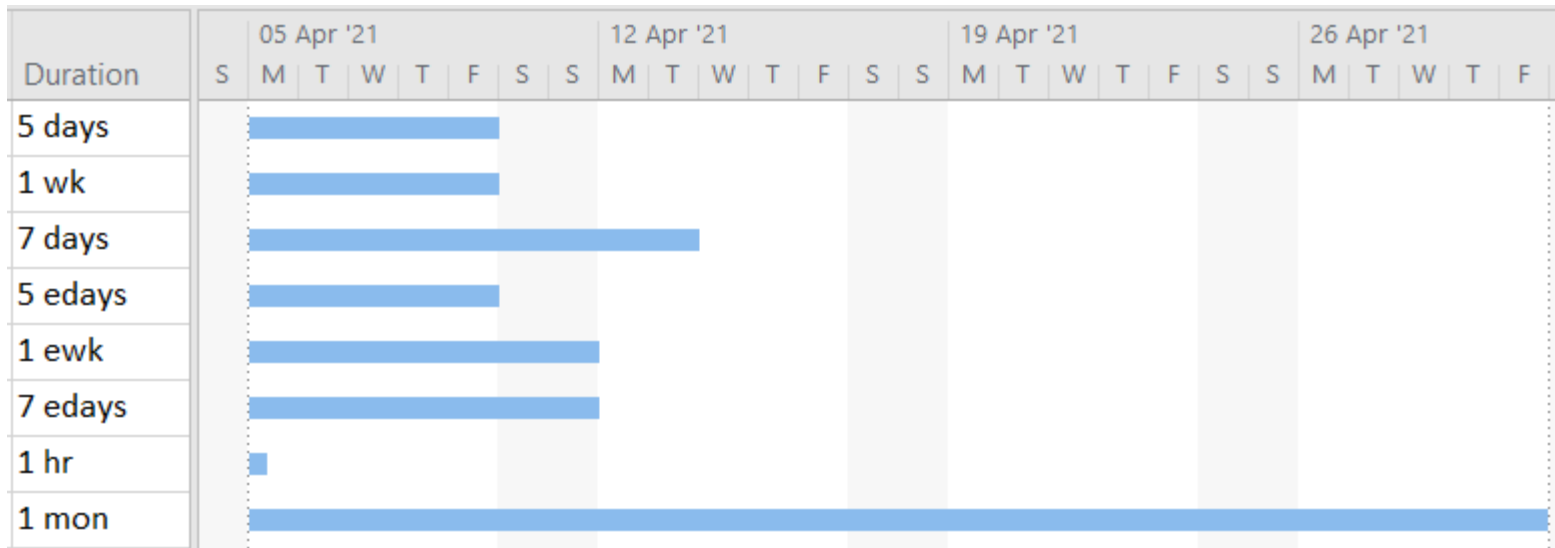 05 Apr '21 12 Apr '21 19 Apr '21 26 Apr '21
Duration S M T W T F S S M T W T F S S M T W T F S S M T W T F
5 days
1 wk
7 days
5 edays
1 ewk
7 edays
1 hr
1 mon